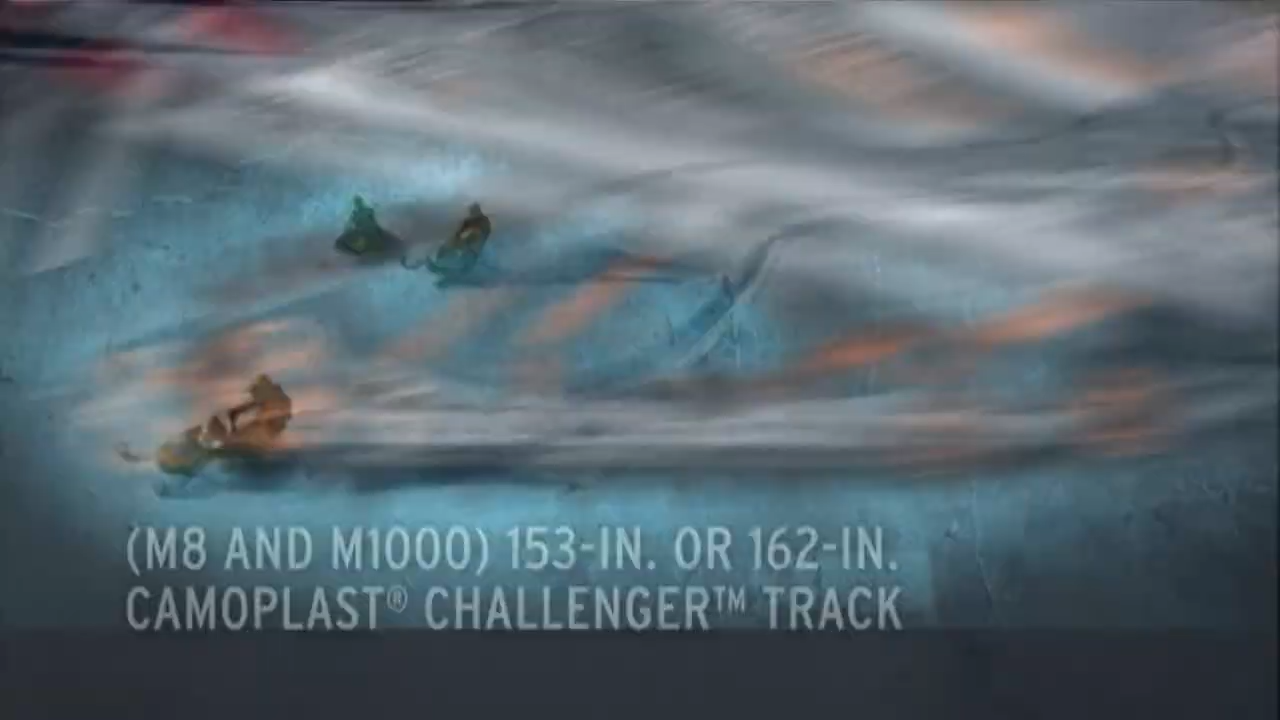 (M8 AND M1000) 153-IN. OR 162-IN.
CAMOPLAST® CHALLENGER™ TRACK